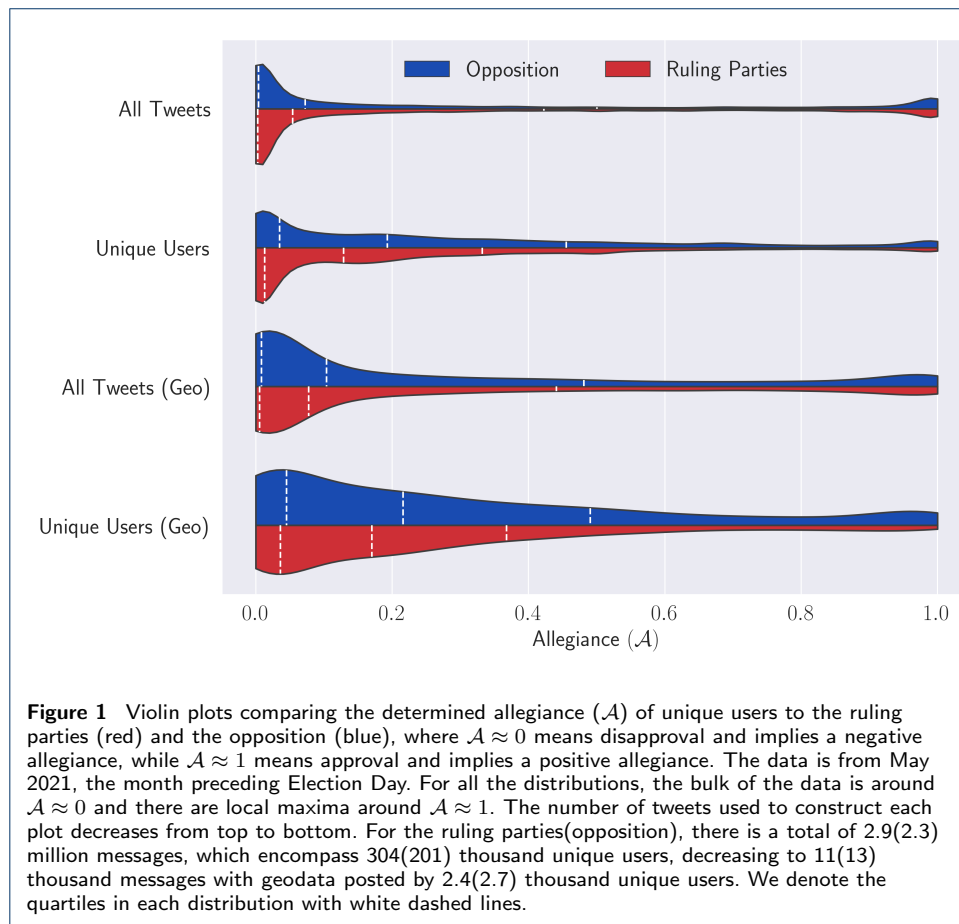 Opposition Ruling Parties
All Tweets
Unique Users
All Tweets (Geo)
Unique Users (Geo)
0.0 0.2 0.4 0.6 0.8 1.0
Allegiance (𝒜)
Figure 1 Violin plots comparing the determined allegiance (𝒜) of unique users to the ruling
parties (red) and the opposition (blue), where 𝒜 ≈ 0 means disapproval and implies a negative
allegiance, while 𝒜 ≈ 1 means approval and implies a positive allegiance. The data is from May
2021, the month preceding Election Day. For all the distributions, the bulk of the data is around
𝒜 ≈ 0 and there are local maxima around 𝒜 ≈ 1. The number of tweets used to construct each
plot decreases from top to bottom. For the ruling parties(opposition), there is a total of 2.9(2.3)
million messages, which encompass 304(201) thousand unique users, decreasing to 11(13)
thousand messages with geodata posted by 2.4(2.7) thousand unique users. We denote the
quartiles in each distribution with white dashed lines.